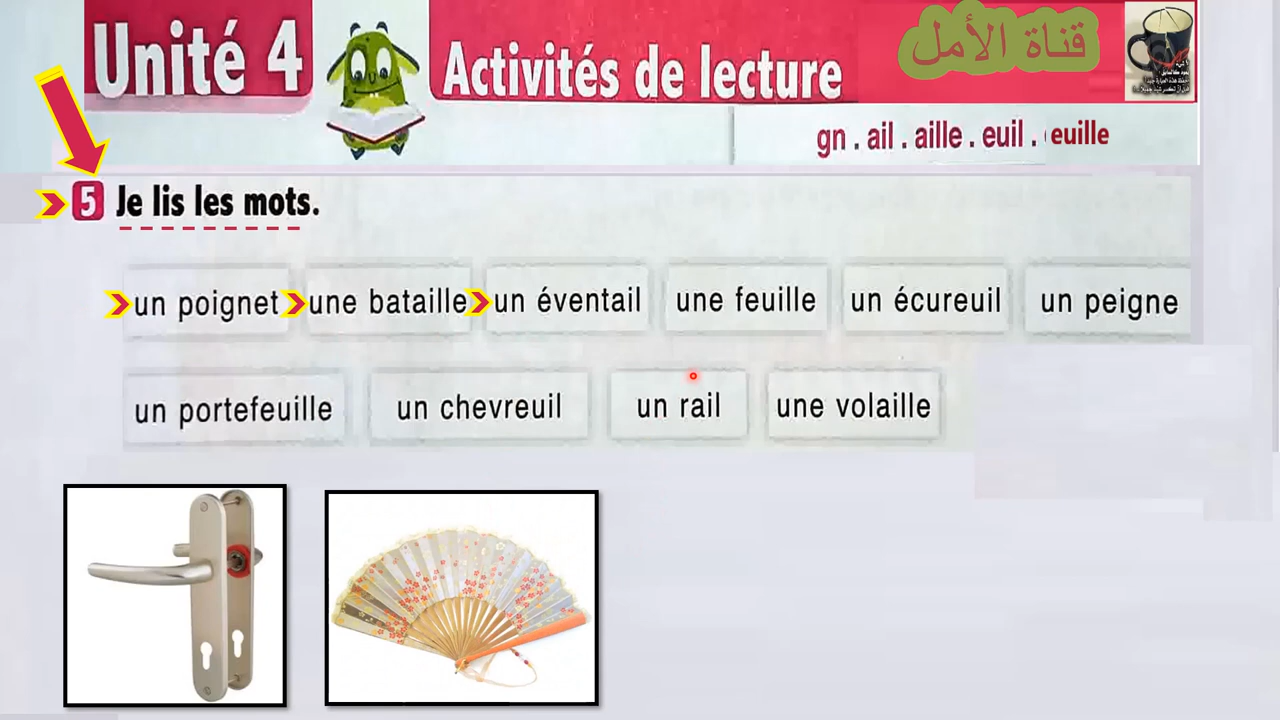 Unité 4
Activités de lecture
قناة الأمل
gn . ail . aille . euil . euille
5 Je lis les mots.
un poignet une bataille un éventail une feuille un écureuil un peigne
un portefeuille un chevreuil un rail une volaille